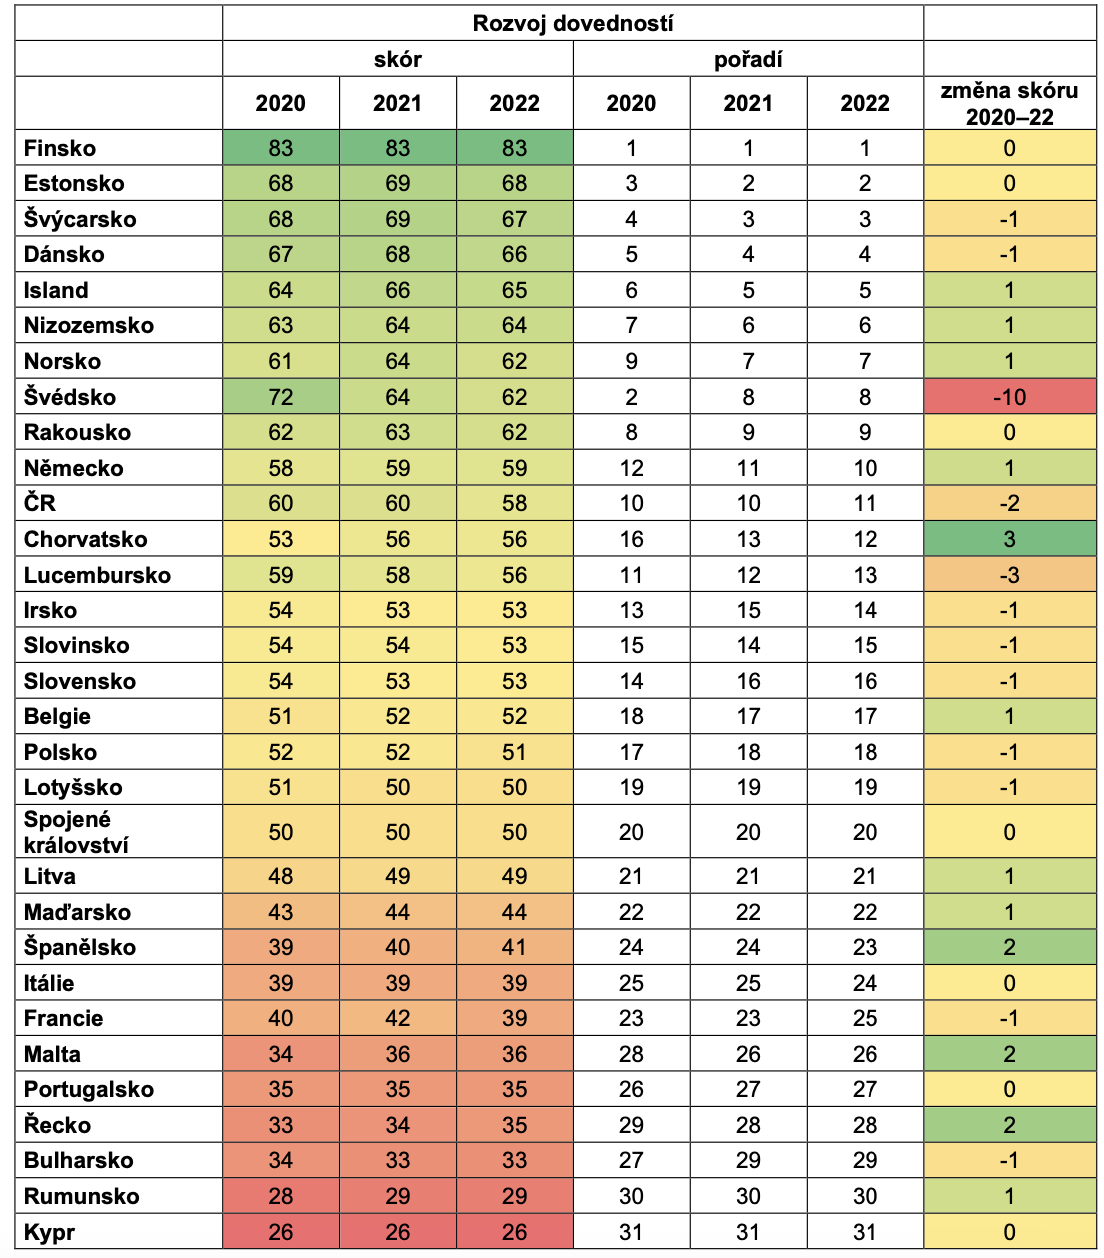 Rozvoj dovedností
skór pořadí
2020 2021 2022 2020 2021 2022 změna skóru
2020–22
Finsko 83 83 83 1 1 1 0
Estonsko 68 69 68 3 2 2 0
Švýcarsko 68 69 67 4 3 3 -1
Dánsko 67 68 66 5 4 4 -1
Island 64 66 65 6 5 5 1
Nizozemsko 63 64 64 7 6 6 1
Norsko 61 64 62 9 7 7 1
Švédsko 72 64 62 2 8 8 -10
Rakousko 62 63 62 8 9 9 0
Německo 58 59 59 12 11 10 1
ČR 60 60 58 10 10 11 -2
Chorvatsko 53 56 56 16 13 12 3
Lucembursko 59 58 56 11 12 13 -3
Irsko 54 53 53 13 15 14 -1
Slovinsko 54 54 53 15 14 15 -1
Slovensko 54 53 53 14 16 16 -1
Belgie 51 52 52 18 17 17 1
Polsko 52 52 51 17 18 18 -1
Lotyšsko 51 50 50 19 19 19 -1
Spojené
království 50 50 50 20 20 20 0
Litva 48 49 49 21 21 21 1
Maďarsko 43 44 44 22 22 22 1
Španělsko 39 40 41 24 24 23 2
Itálie 39 39 39 25 25 24 0
Francie 40 42 39 23 23 25 -1
Malta 34 36 36 28 26 26 2
Portugalsko 35 35 35 26 27 27 0
Řecko 33 34 35 29 28 28 2
Bulharsko 34 33 33 27 29 29 -1
Rumunsko 28 29 29 30 30 30 1
Kypr 26 26 26 31 31 31 0